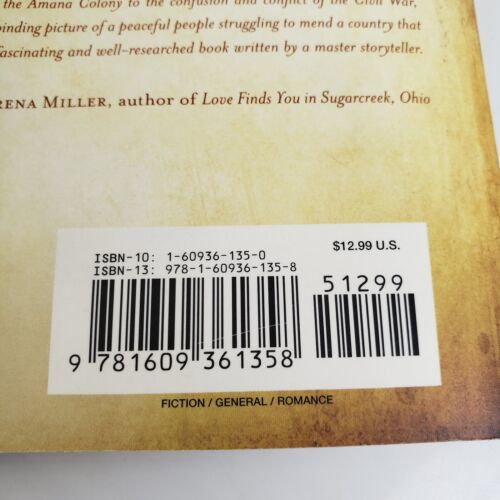 the Amana Colony to the confusion and conflict of the Civil War,
picture of a peaceful people struggling to mend a country that
and well-researched book written by a master storyteller.
MILLER, author of Love Finds You in Sugarcreek, Ohio
ISBN-10: 1-60936-135-0
ISBN-13: 978-1-60936-135-8
$12.99 U.S.
51299
9 781609 361358
FICTION / GENERAL / ROMANCE